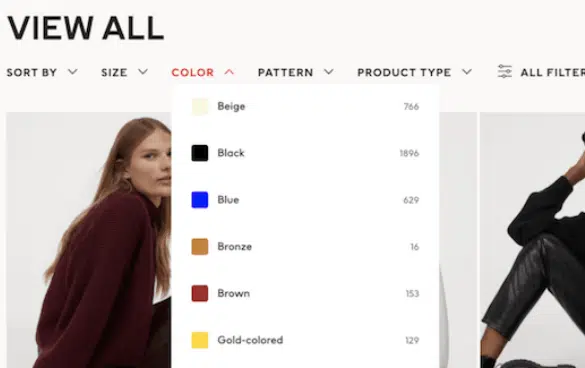 VIEW ALL
SORT BY SIZE COLOR PATTERN PRODUCT TYPE ALL FILTER
Beige 766
Black 1896
Blue 629
Bronze 16
Brown 153
Gold-colored 129